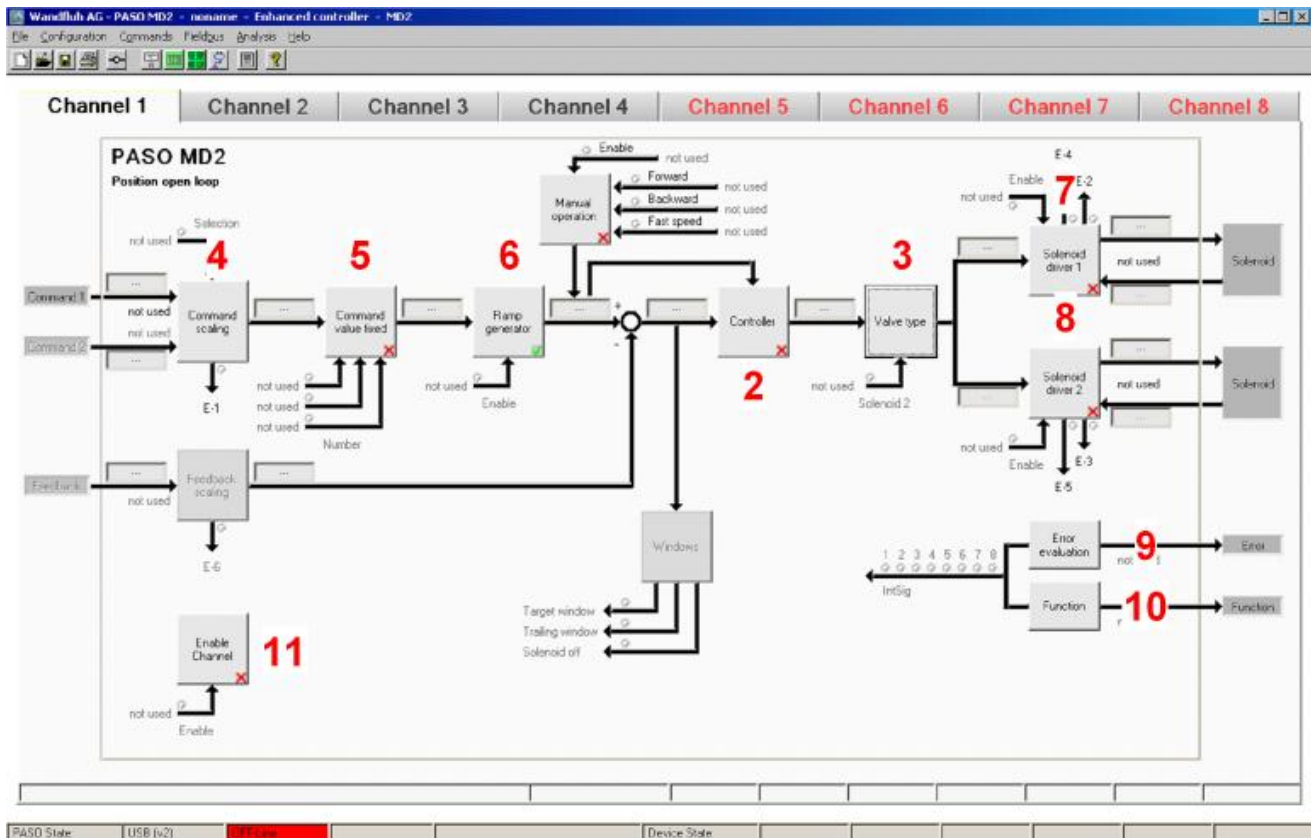 Wandfluh AG - PASO MD2 - noname - Enhanced controller - MD2
File Configuration Commands Fieldbus Analysis Help
Channel 1 Channel 2 Channel 3 Channel 4 Channel 5 Channel 6 Channel 7 Channel 8
PASO MD2
Position open loop
Selection
not used
4
Command 1
...
not used
Command 2
not used
...
Command scaling
E-1
...
5
Command value fixed
not used
not used
not used
Number
...
6
Ramp generator
not used
Enable
Manual operation
Enable
not used
Forward
not used
Backward
not used
Fast speed
not used
...
+
-
...
Controller
2
...
3
Valve type
not used
Solenoid 2
E-4
Enable
7
E-2
not used
...
Solenoid driver 1
...
not used
...
Solenoid
8
...
Solenoid driver 2
...
not used
...
Solenoid
not used
Enable
E-3
E-5
Feedback
...
not used
Feedback scaling
...
E-6
Windows
Target window
Trailing window
Solenoid off
1 2 3 4 5 6 7 8
IntSig
Error evaluation
9
not
Error
Function
10
Function
Enable Channel
11
not used
Enable
PASO State USB (v2) OFF-Line Device State